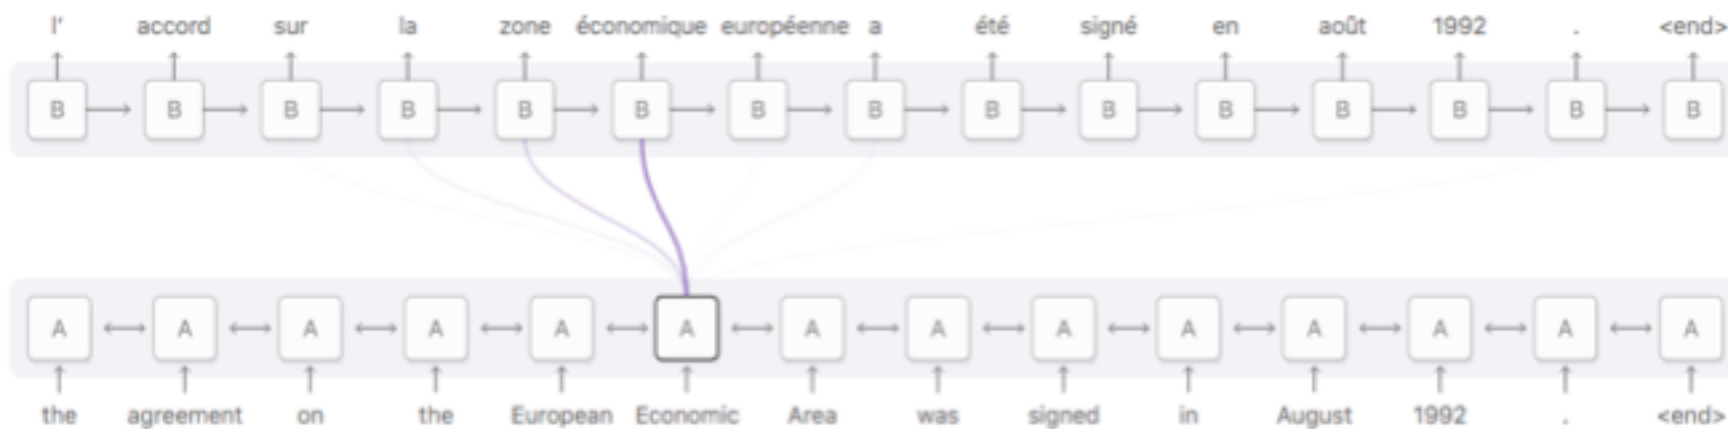 l' accord sur la zone économique européenne a été signé en août 1992 . <end>
B B B B B B B B B B B B B B B
A A A A A A A A A A A A A A
the agreement on the European Economic Area was signed in August 1992 . <end>